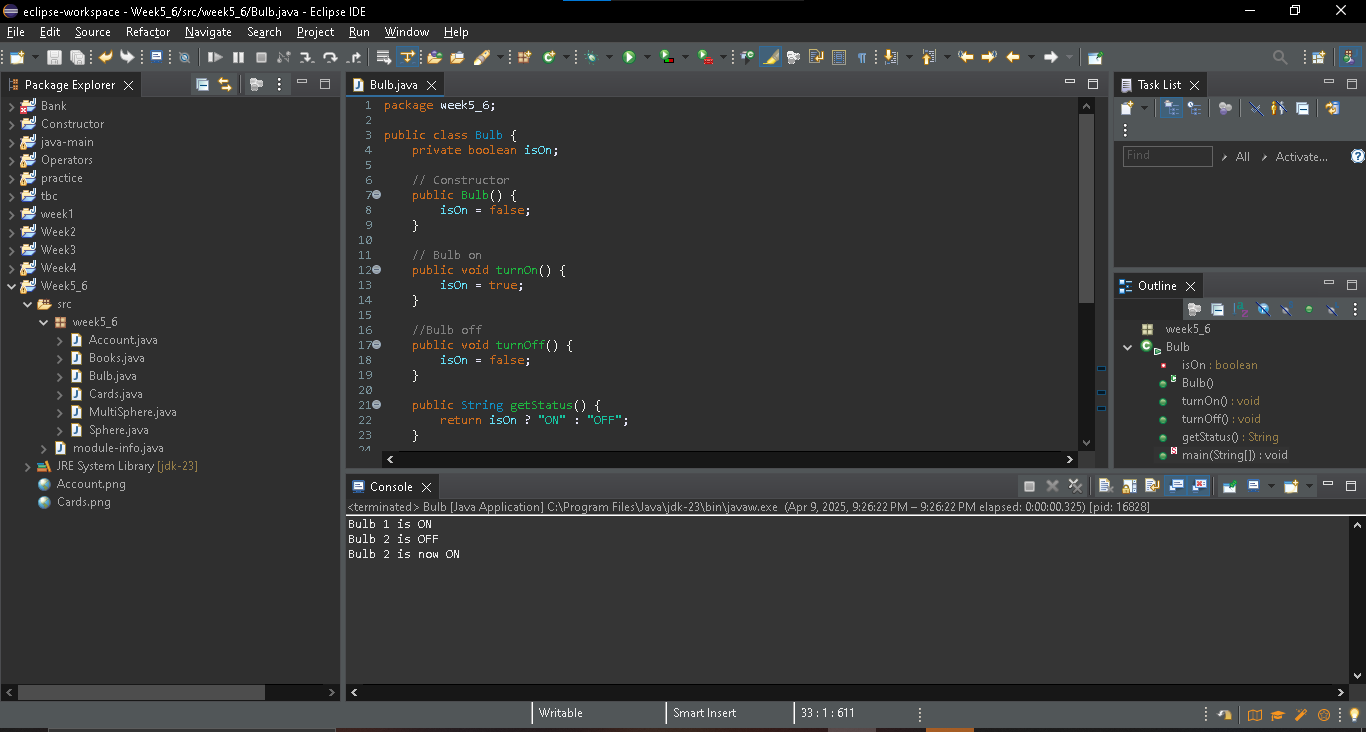 eclipse-workspace - Week5_6/src/week5_6/Bulb.java - Eclipse IDE
File Edit Source Refactor Navigate Search Project Run Window Help
Package Explorer
Bank
Constructor
java-main
Operators
practice
tbc
week1
Week2
Week3
Week4
Week5_6
src
week5_6
Account.java
Books.java
Bulb.java
Cards.java
MultiSphere.java
Sphere.java
module-info.java
JRE System Library [jdk-23]
Account.png
Cards.png
Bulb.java
1 package week5_6;
2
3 public class Bulb {
4 private boolean isOn;
5
6 // Constructor
7 public Bulb() {
8 isOn = false;
9 }
10
11 // Bulb on
12 public void turnOn() {
13 isOn = true;
14 }
15
16 //Bulb off
17 public void turnOff() {
18 isOn = false;
19 }
20
21 public String getStatus() {
22 return isOn ? "ON" : "OFF";
23 }
24
Task List
Find All Activate...
Outline
week5_6
Bulb
isOn : boolean
Bulb()
turnOn() : void
turnOff() : void
getStatus() : String
main(String[]) : void
Console
<terminated> Bulb [Java Application] C:\Program Files\Java\jdk-23\bin\javaw.exe (Apr 9, 2025, 9:26:22 PM – 9:26:22 PM elapsed: 0:00:00.325) [pid: 16828]
Bulb 1 is ON
Bulb 2 is OFF
Bulb 2 is now ON
Writable Smart Insert 33 : 1 : 611